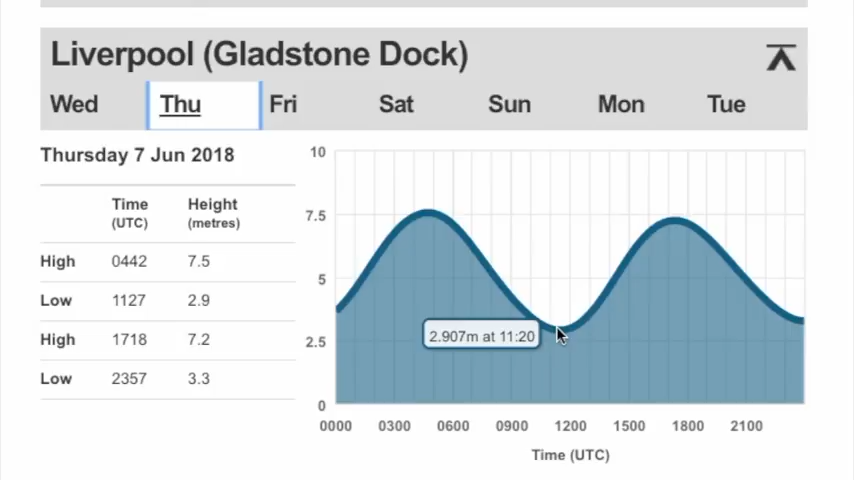 Liverpool (Gladstone Dock)
Wed Thu Fri Sat Sun Mon Tue
Thursday 7 Jun 2018
Time Height
(UTC) (metres)
High 0442 7.5
Low 1127 2.9
High 1718 7.2
Low 2357 3.3
10
7.5
5
2.5
0
2.907m at 11:20
0000 0300 0600 0900 1200 1500 1800 2100
Time (UTC)